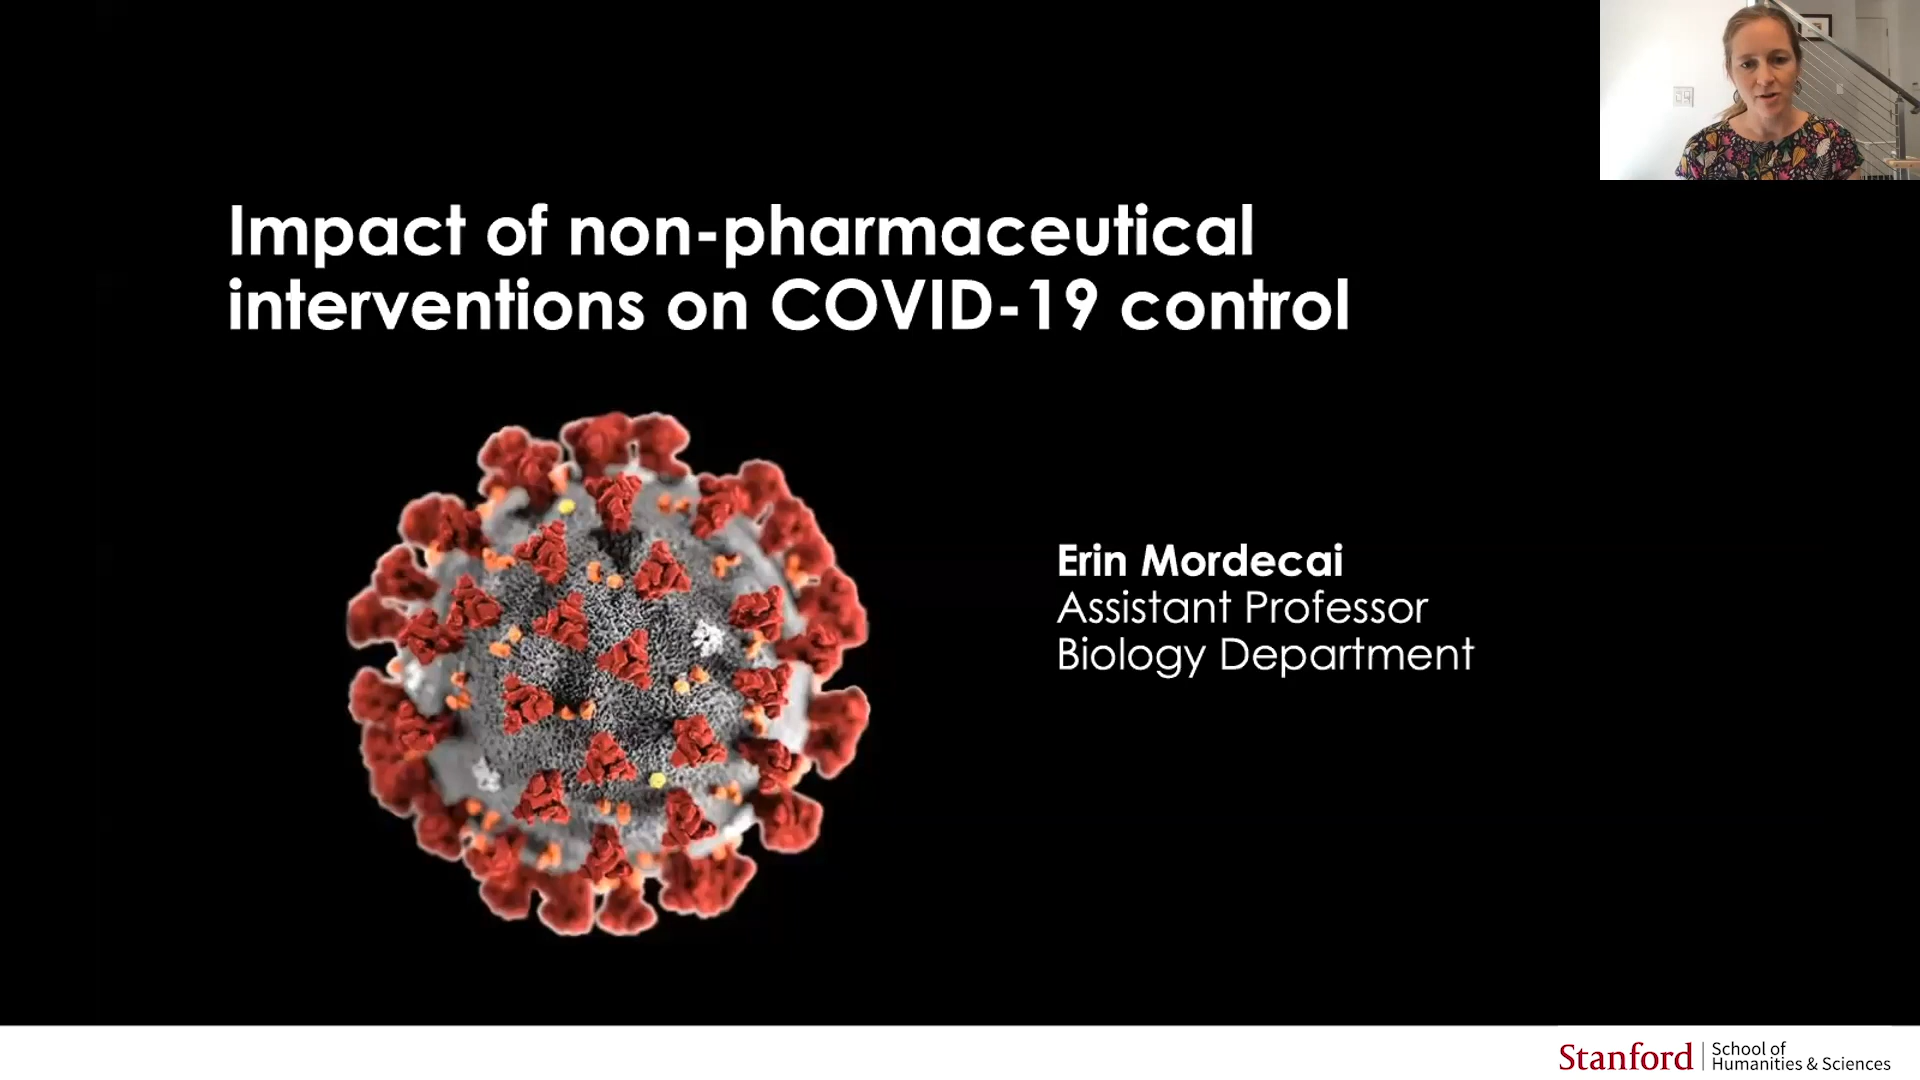 Impact of non-pharmaceutical
interventions on COVID-19 control
Erin Mordecai
Assistant Professor
Biology Department
Stanford
School of
Humanities & Sciences